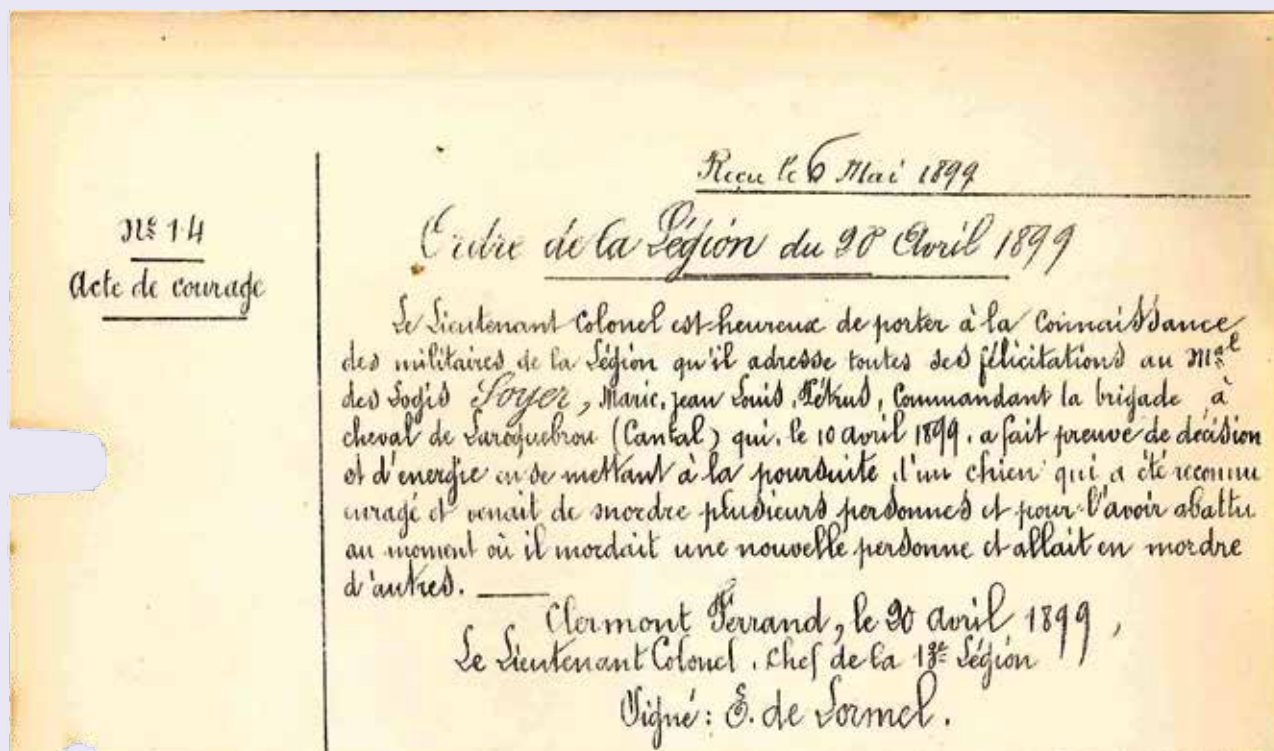 Reçu le 6 Mai 1899
Nº 14
Acte de courage
Ordre de la Légion du 20 Avril 1899
Le Lieutenant Colonel est heureux de porter à la connaissance
des militaires de la Légion qu'il adresse toutes ses félicitations au Mal
des Logis Soyer, Marie, Jean Louis, Pétrus, Commandant la brigade à
cheval de Laroquebrou (Cantal) qui, le 10 avril 1899, a fait preuve de décision
et d'énergie en se mettant à la poursuite d'un chien qui a été reconnu
enragé et venait de mordre plusieurs personnes et pour l'avoir abattu
au moment où il mordait une nouvelle personne et allait en mordre
d'autres.
Clermont Ferrand, le 20 avril 1899,
Le Lieutenant Colonel, Chef de la 13e Légion
Signé : E. de Lormel.